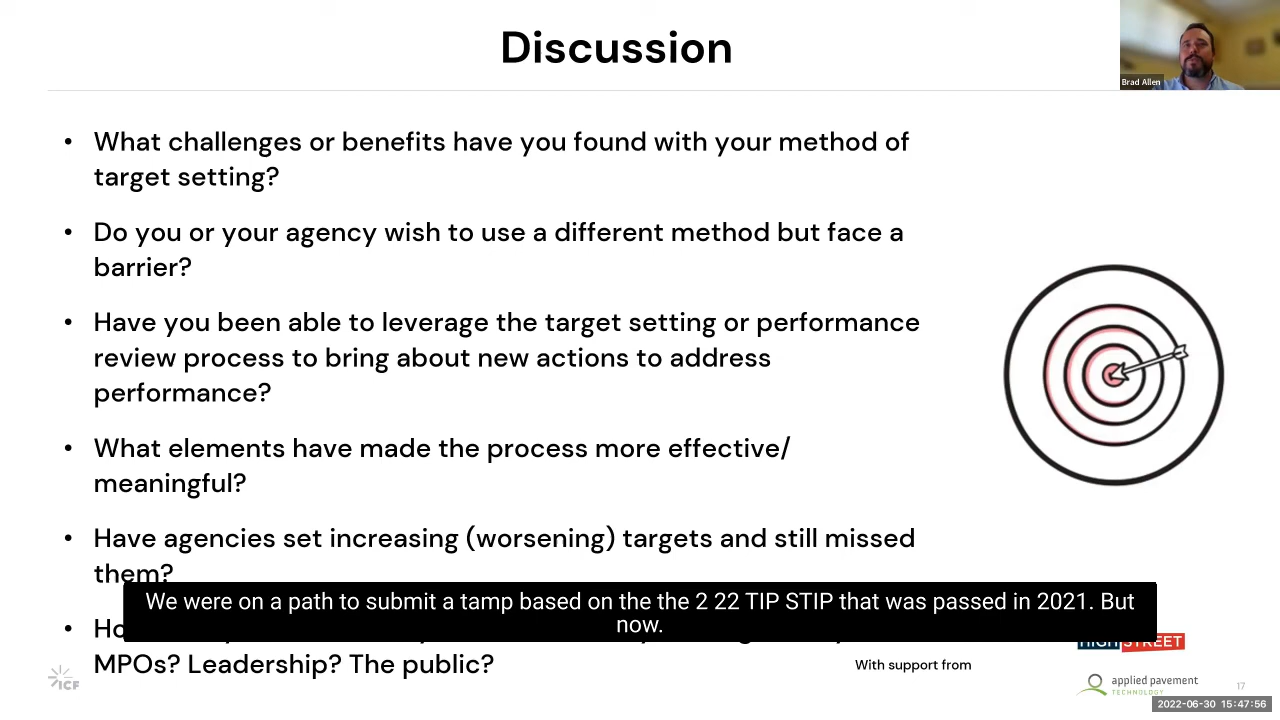 Discussion
Brad Allen
• What challenges or benefits have you found with your method of
target setting?
• Do you or your agency wish to use a different method but face a
barrier?
• Have you been able to leverage the target setting or performance
review process to bring about new actions to address
performance?
• What elements have made the process more effective/
meaningful?
• Have agencies set increasing (worsening) targets and still missed
them?
We were on a path to submit a tamp based on the the 2 22 TIP STIP that was passed in 2021. But
now.
•
MPOs? Leadership? The public?
HIGH STREET
With support from
ICF
applied pavement
TECHNOLOGY
17
2022-06-30 15:47:56